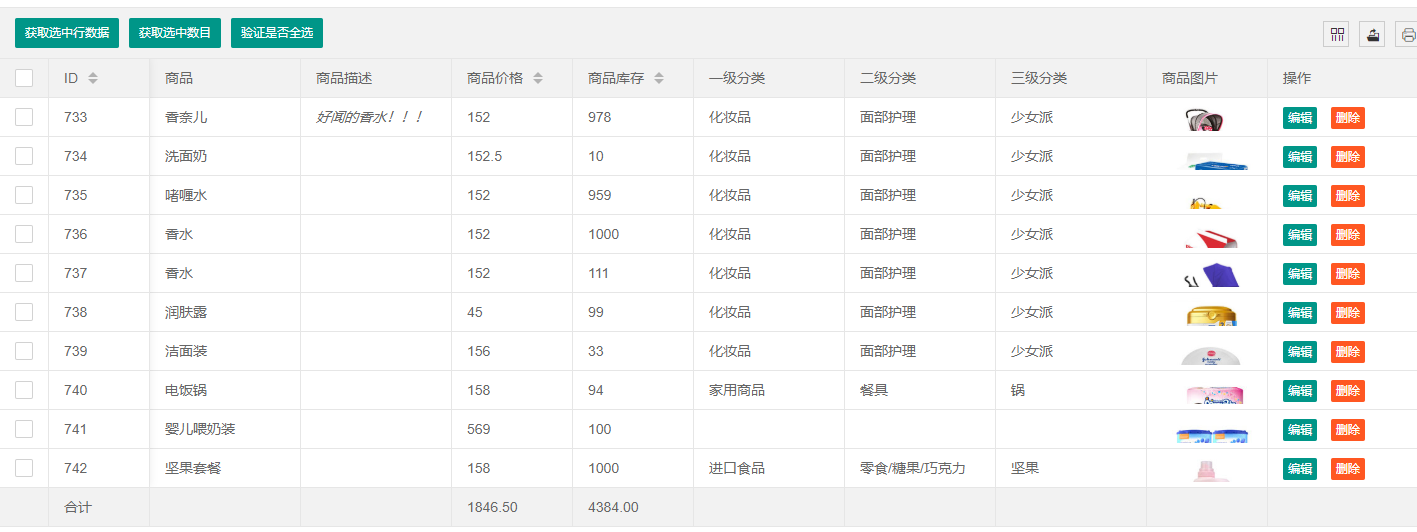 获取选中行数据 获取选中数目 验证是否全选
ID 商品 商品描述 商品价格 商品库存 一级分类 二级分类 三级分类 商品图片 操作
733 香奈儿 好闻的香水！！！ 152 978 化妆品 面部护理 少女派 编辑 删除
734 洗面奶 152.5 10 化妆品 面部护理 少女派 编辑 删除
735 啫喱水 152 959 化妆品 面部护理 少女派 编辑 删除
736 香水 152 1000 化妆品 面部护理 少女派 编辑 删除
737 香水 152 111 化妆品 面部护理 少女派 编辑 删除
738 润肤露 45 99 化妆品 面部护理 少女派 编辑 删除
739 洁面装 156 33 化妆品 面部护理 少女派 编辑 删除
740 电饭锅 158 94 家用商品 餐具 锅 编辑 删除
741 婴儿喂奶装 569 100 编辑 删除
742 坚果套餐 158 1000 进口食品 零食/糖果/巧克力 坚果 编辑 删除
合计 1846.50 4384.00